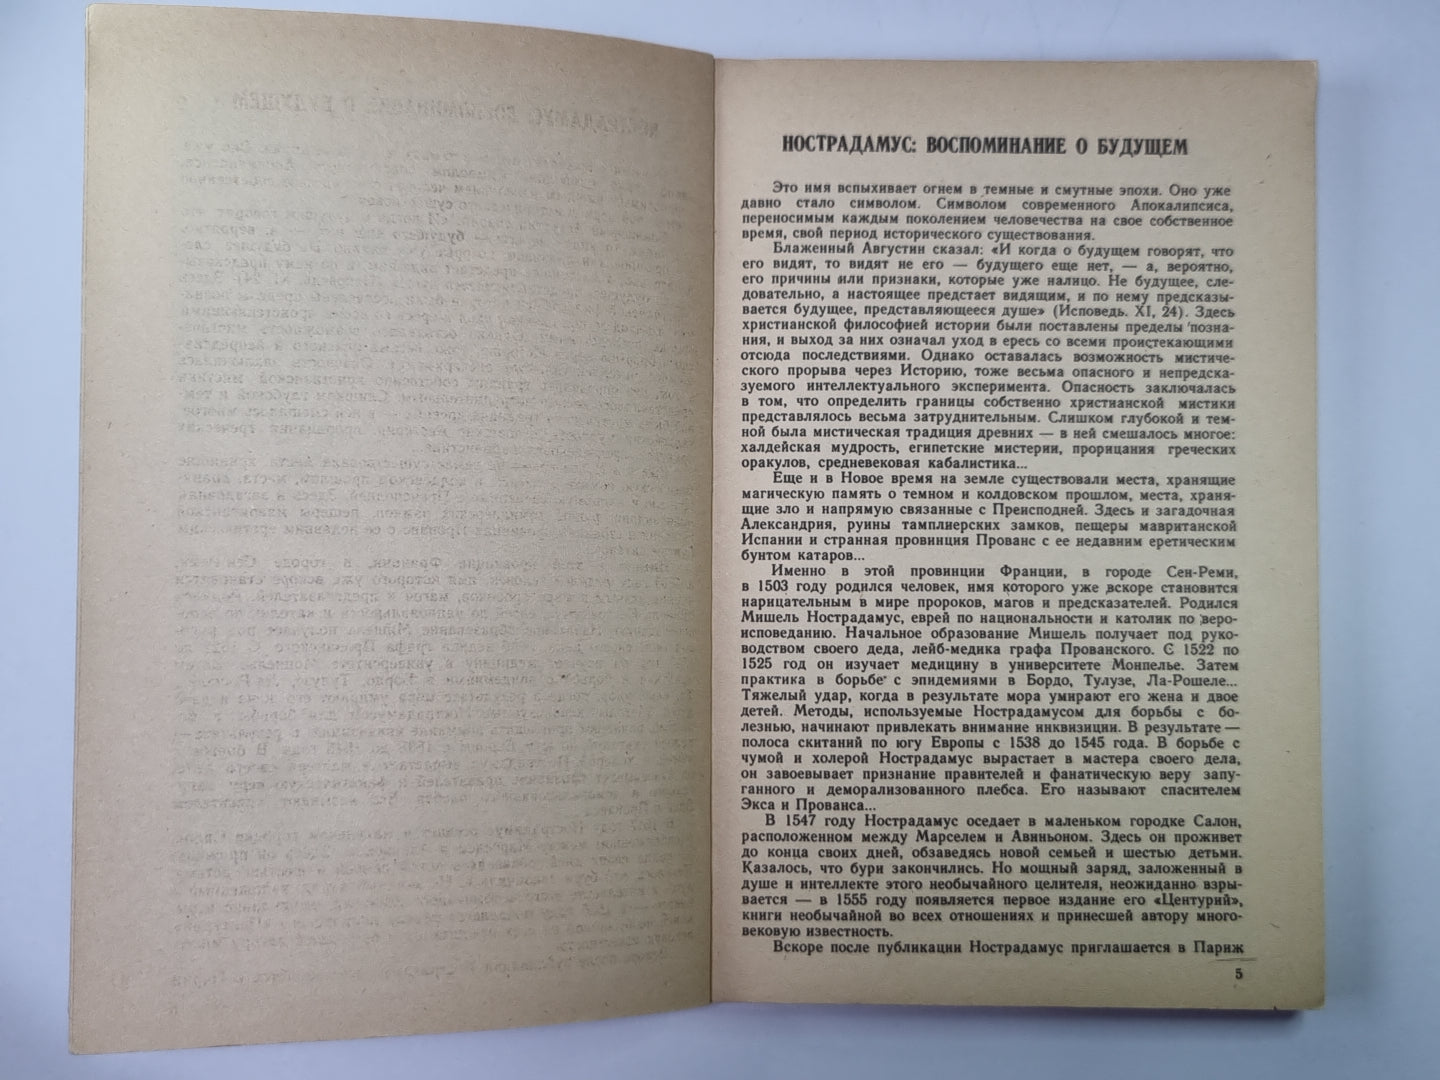 НОСТРАДАМУС: ВОСПОМИНАНИЕ О БУДУЩЕМ
Это имя вспыхивает огнем в темные и смутные эпохи. Оно уже
давно стало символом. Символом современного Апокалипсиса,
переносимым каждым поколением человечества на свое собственное
время, свой период исторического существования.
Блаженный Августин сказал: «И когда о будущем говорят, что
его видят, то видят не его — будущего еще нет, — а, вероятно,
его причины или признаки, которые уже налицо. Не будущее, сле-
довательно, а настоящее предстает видящим, и по нему предсказы-
вается будущее, представляющееся душе» (Исповедь. XI, 24). Здесь
христианской философией истории были поставлены пределы позна-
ния, и выход за них означал уход в ересь со всеми проистекающими
отсюда последствиями. Однако оставалась возможность мистиче-
ского прорыва через Историю, тоже весьма опасного и непредска-
зуемого интеллектуального эксперимента. Опасность заключалась
в том, что определить границы собственно христианской мистики
представлялось весьма затруднительным. Слишком глубокой и тем-
ной была мистическая традиция древних — в ней смешалось многое:
халдейская мудрость, египетские мистерии, прорицания греческих
оракулов, средневековая кабалистика...
Еще и в Новое время на земле существовали места, хранящие
магическую память о темном и колдовском прошлом, места, храня-
щие зло и напрямую связанные с Преисподней. Здесь и загадочная
Александрия, руины тамплиерских замков, пещеры мавританской
Испании и странная провинция Прованс с ее недавним еретическим
бунтом катаров...
Именно в этой провинции Франции, в городе Сен-Реми,
в 1503 году родился человек, имя которого уже вскоре становится
нарицательным в мире пророков, магов и предсказателей. Родился
Мишель Нострадамус, еврей по национальности и католик по веро-
исповеданию. Начальное образование Мишель получает под руко-
водством своего деда, лейб-медика графа Прованского. С 1522 по
1525 год он изучает медицину в университете Монпелье. Затем
практика в борьбе с эпидемиями в Бордо, Тулузе, Ла-Рошеле...
Тяжелый удар, когда в результате мора умирают его жена и двое
детей. Методы, используемые Нострадамусом для борьбы с бо-
лезнью, начинают привлекать внимание инквизиции. В результате —
полоса скитаний по югу Европы с 1538 до 1545 года. В борьбе с
чумой и холерой Нострадамус вырастает в мастера своего дела,
он завоевывает признание правителей и фанатическую веру запу-
ганного и деморализованного плебса. Его называют спасителем
Экса и Прованса...
В 1547 году Нострадамус оседает в маленьком городке Салон,
расположенном между Марселем и Авиньоном. Здесь он проживет
до конца своих дней, обзаведясь новой семьей и шестью детьми.
Казалось, что бури закончились. Но мощный заряд, заложенный в
душе и интеллекте этого необычайного целителя, неожиданно взры-
вается — в 1555 году появляется первое издание его «Центурий»,
книги необычайной во всех отношениях и принесшей автору много-
вековую известность.
Вскоре после публикации Нострадамус приглашается в Париж
5